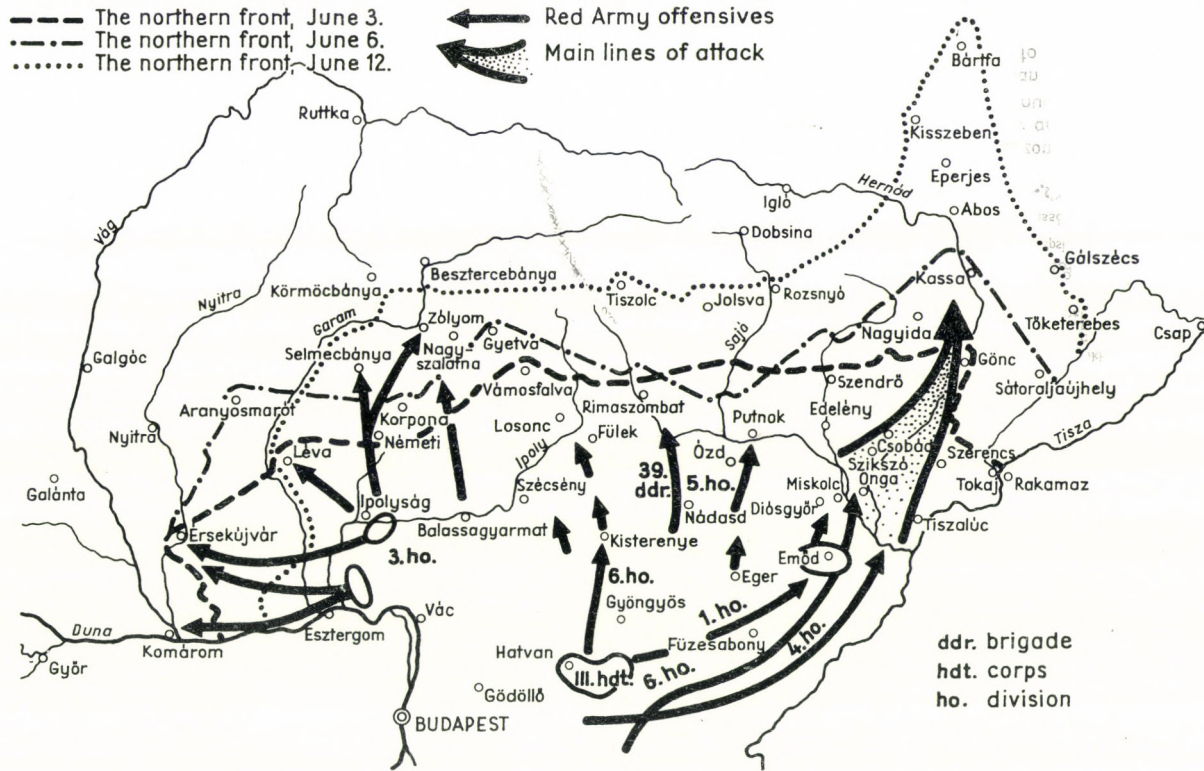 The northern front, June 3.
The northern front, June 6.
The northern front, June 12.
Red Army offensives
Main lines of attack
Bártfa
Ruttka
Kisszeben
Eperjes
Hernád
Igló
Abos
Vág
Dobsina
Besztercebánya
Gálszécs
Kassa
Körmöcbánya
Nyitra
Tiszolc
Jolsva
Rozsnyó
Garam
Zólyom
Nagyida
Tőketerebes
Csap
Sajó
Selmecbánya
Nagy-
szalatna
Gyetva
Galgóc
Gönc
Vámosfalva
Szendrő
Sátoraljaújhely
Aranyosmarót
Rimaszombat
Edelény
Korpona
Losonc
Putnok
Tisza
Nyitra
Németi
Fülek
Csobád
Léva
Ipoly
Ózd
Szikszó
Szerencs
39.
ddr.
5.ho.
Miskolc
Onga
Tokaj
Rakamaz
Galánta
Szécsény
Ipolyság
Nádasd
Diósgyőr
Balassagyarmat
Tiszalúc
Ersekújvár
Kisterenye
3.ho.
Emőd
6.ho.
Eger
Gyöngyös
1.ho.
Vác
Duna
Esztergom
Komárom
Füzesabony
4.ho.
Győr
Hatvan
III.hdt.
6.ho.
Gödöllő
BUDAPEST
ddr. brigade
hdt. corps
ho. division